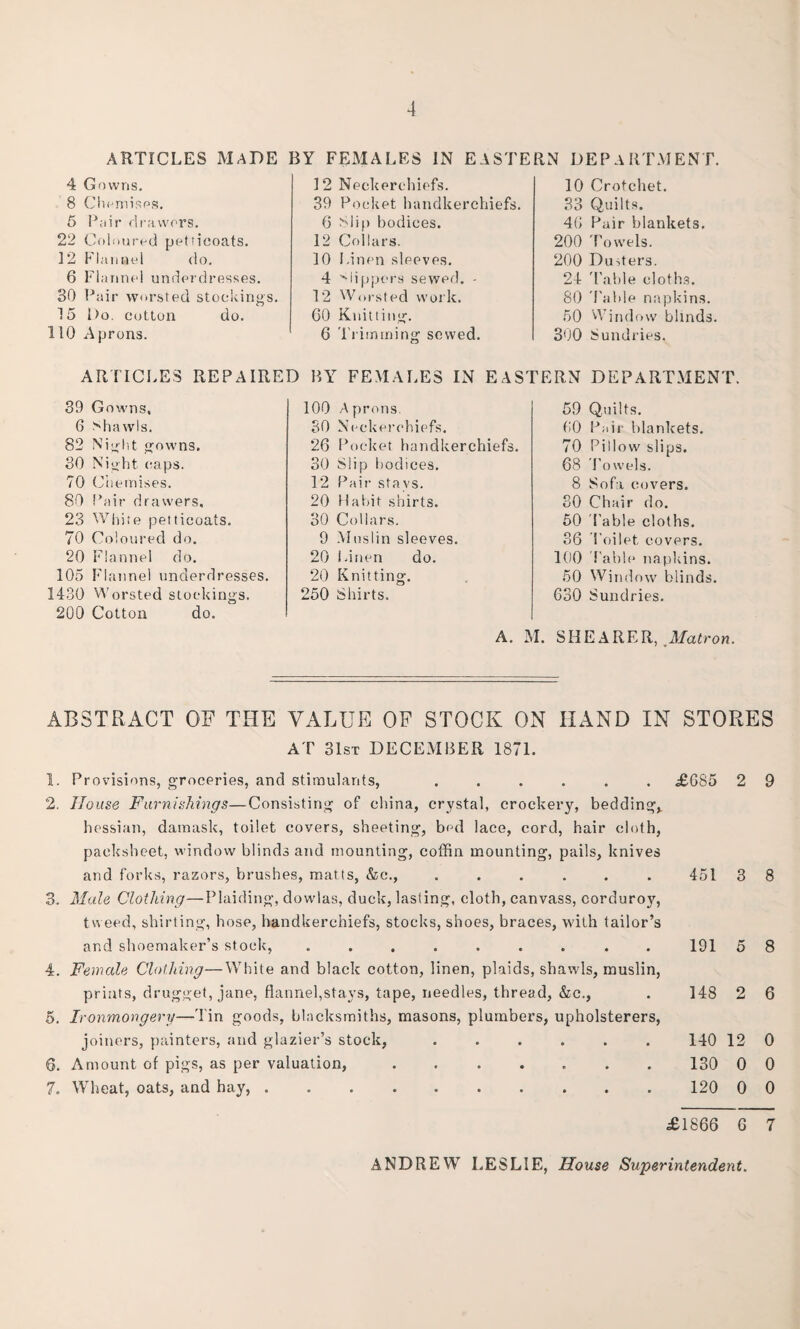 4
ARTICLES MADE BY FEMALES IN EASTERN DEPARTMENT.
4 Gowns.
8 Chemises.
5 Pair drawers.
22 Coloured petticoats.
12 Flannel do.
6 Flannel underdresses.
30 Pair worsted stockings.
15 Do. cotton do.
110 Aprons.
12 Neckerchiefs.
39 Pocket handkerchiefs.
6 Slip bodices.
12 Collars.
10 Linen sleeves.
4 Slippers sewed. -
12 Worsted work.
60 Knitting.
6 Trimming sewed.
10 Crotchet.
33 Quilts.
46 Pair blankets.
200 Towels.
200 Dusters.
24 Table cloths.
80 Table napkins.
50 Window blinds.
300 Sundries.
ARTICLES REPAIRED BY FEMALES IN EASTERN DEPARTMENT.
39 Gowns,
6 Shawls.
82 Night gowns.
30 Night caps.
70 Chemises.
80 Pair drawers,
23 White petticoats.
70 Coloured do.
20 Flannel do.
105 Flannel underdresses.
1430 Worsted stockings.
200 Cotton do.
100 Aprons.
30 Neckerchiefs.
26 Pocket handkerchiefs.
30 Slip bodices.
12 Pair stays.
20 Habit shirts.
30 Collars.
9 Muslin sleeves.
20 Linen do.
20 Knitting.
250 Shirts.
59 Quilts.
60 Pair blankets.
70 Pillow slips.
68 Towels.
8 Sofa covers.
30 Chair do.
50 Table cloths.
36 Toilet covers.
100 Table napkins.
50 Window blinds.
630 Sundries.
A. M. SHEARER, Matron.
ABSTRACT OF THE VALUE OF STOCK ON HAND IN STORES
AT 31ST DECEMBER 1871.
1. Provisions, groceries, and stimulants, . . . . . . £685 2 9
2. House Furnishings—Consisting of china, crystal, crockery, bedding,
hessian, damask, toilet covers, sheeting, bed lace, cord, hair cloth,
packsheet, window blinds and mounting, coffin mounting, pails, knives
and forks, razors, brushes, matts, &c., . . . . . . 451 3 8
3. Male Clothing—Plaiding, dowlas, duck, lasting, cloth, canvass, corduroy,
tweed, shirting, hose, handkerchiefs, stocks, shoes, braces, with tailor's
and shoemaker's stock, . . . . . . . . . 191 5 8
4. Female Clothing—White and black cotton, linen, plaids, shawls, muslin,
prints, drugget, jane, flannel,stays, tape, needles, thread, &c., . 148 2 6
5. Ironmongery—Tin goods, blacksmiths, masons, plumbers, upholsterers,
joiners, painters, and glazier's stock, . . . . . . 140 12 0
6. Amount of pigs, as per valuation, . . . . . . . 130 0 0
7. Wheat, oats, and hay, . . . . . . . . . . 120 0 0
£1866 6 7
ANDREW LESLIE, House Superintendent.